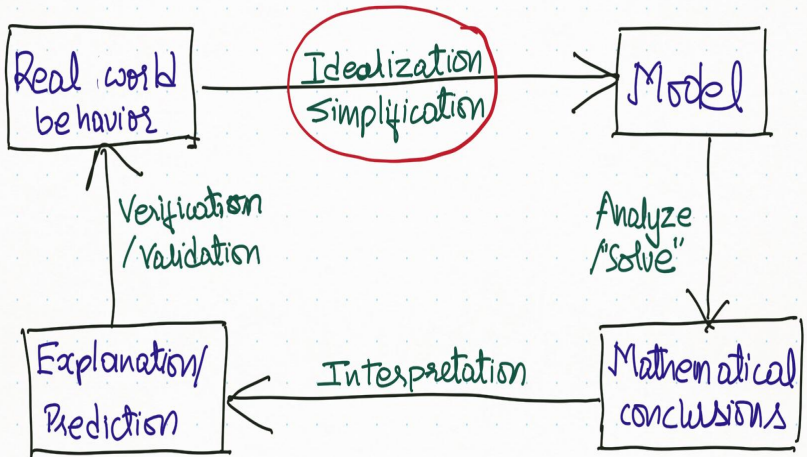 Real world
behavior
Idealization
Simplification
Model
Verification
/Validation
Analyze
/"Solve"
Explanation/
Prediction
Interpretation
Mathematical
conclusions